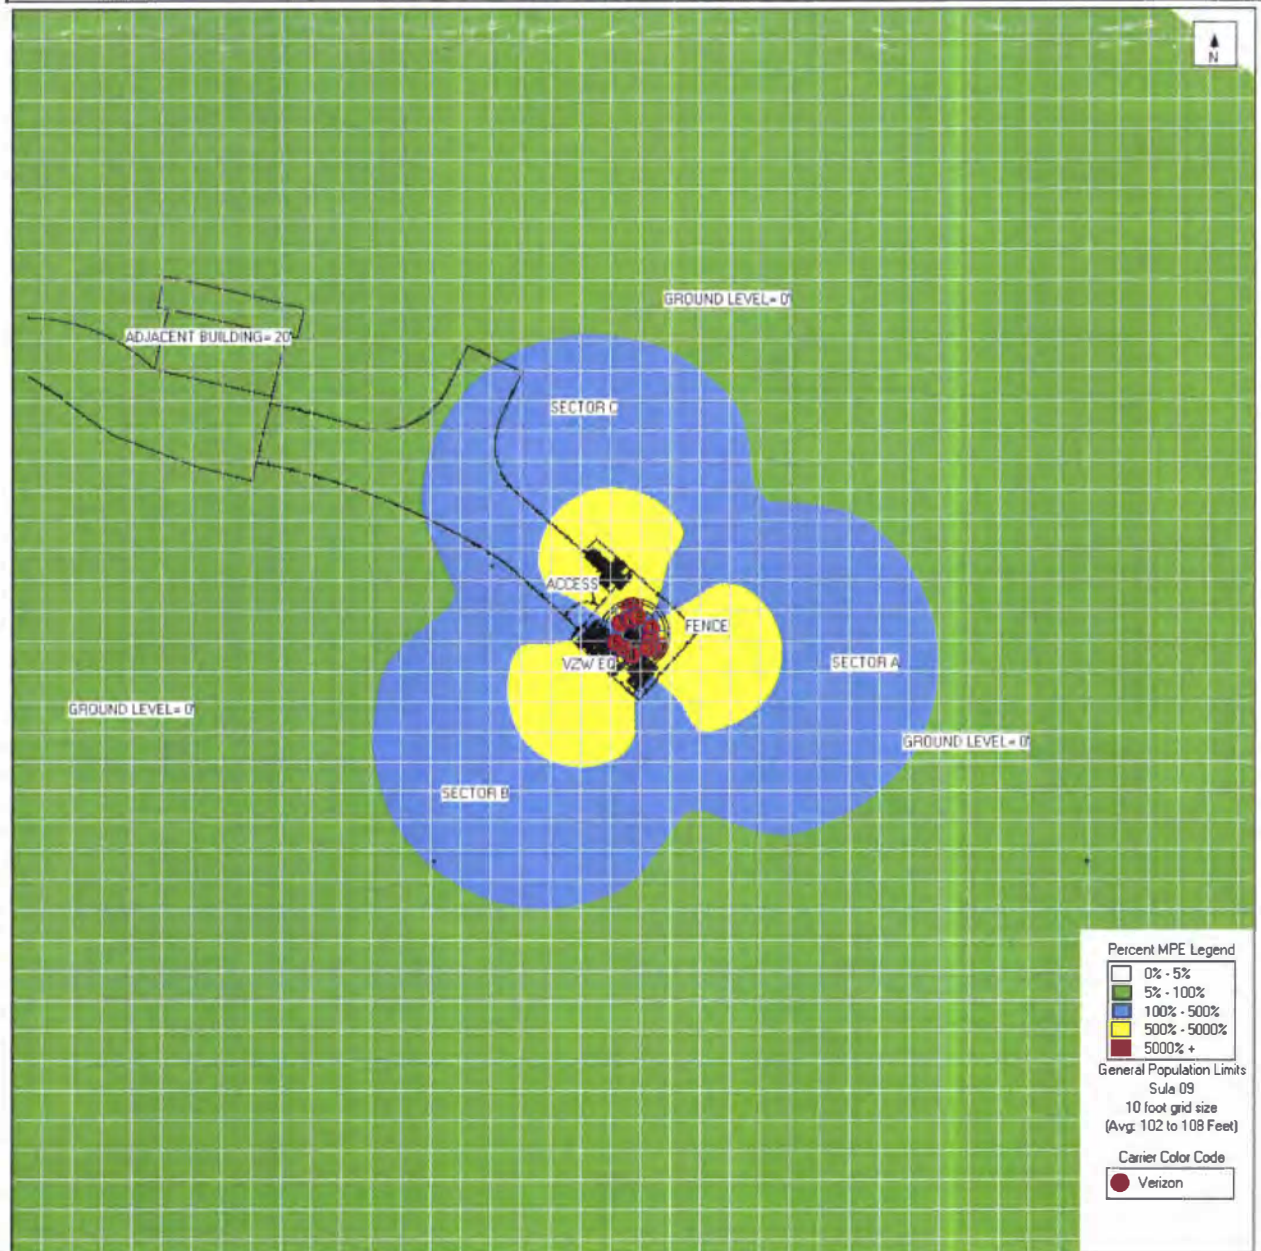 N
GROUND LEVEL= 0'
ADJACENT BUILDING= 20'
SECTOR C
ACCESS
FENCE
VZW EQ
SECTOR A
GROUND LEVEL= 0'
GROUND LEVEL= 0'
SECTOR B
Percent MPE Legend
0% - 5%
5% - 100%
100% - 500%
500% - 5000%
5000% +
General Population Limits
Sula 09
10 foot grid size
(Avg: 102 to 108 Feet)
Carrier Color Code
Verizon